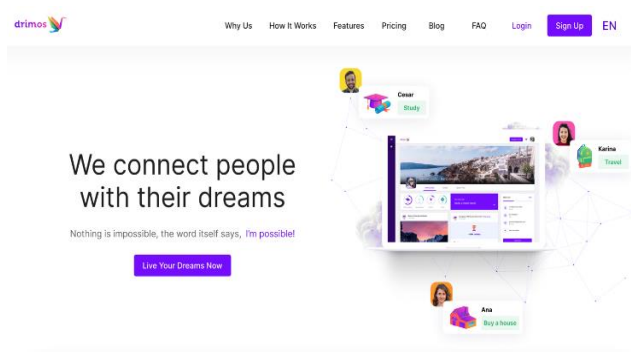 drimos
Why Us How It Works Features Pricing Blog FAQ Login Sign Up EN
Cesar
Study
Karina
Travel
We connect people
with their dreams
Nothing is impossible, the word itself says, I'm possible!
Live Your Dreams Now
Ana
Buy a house